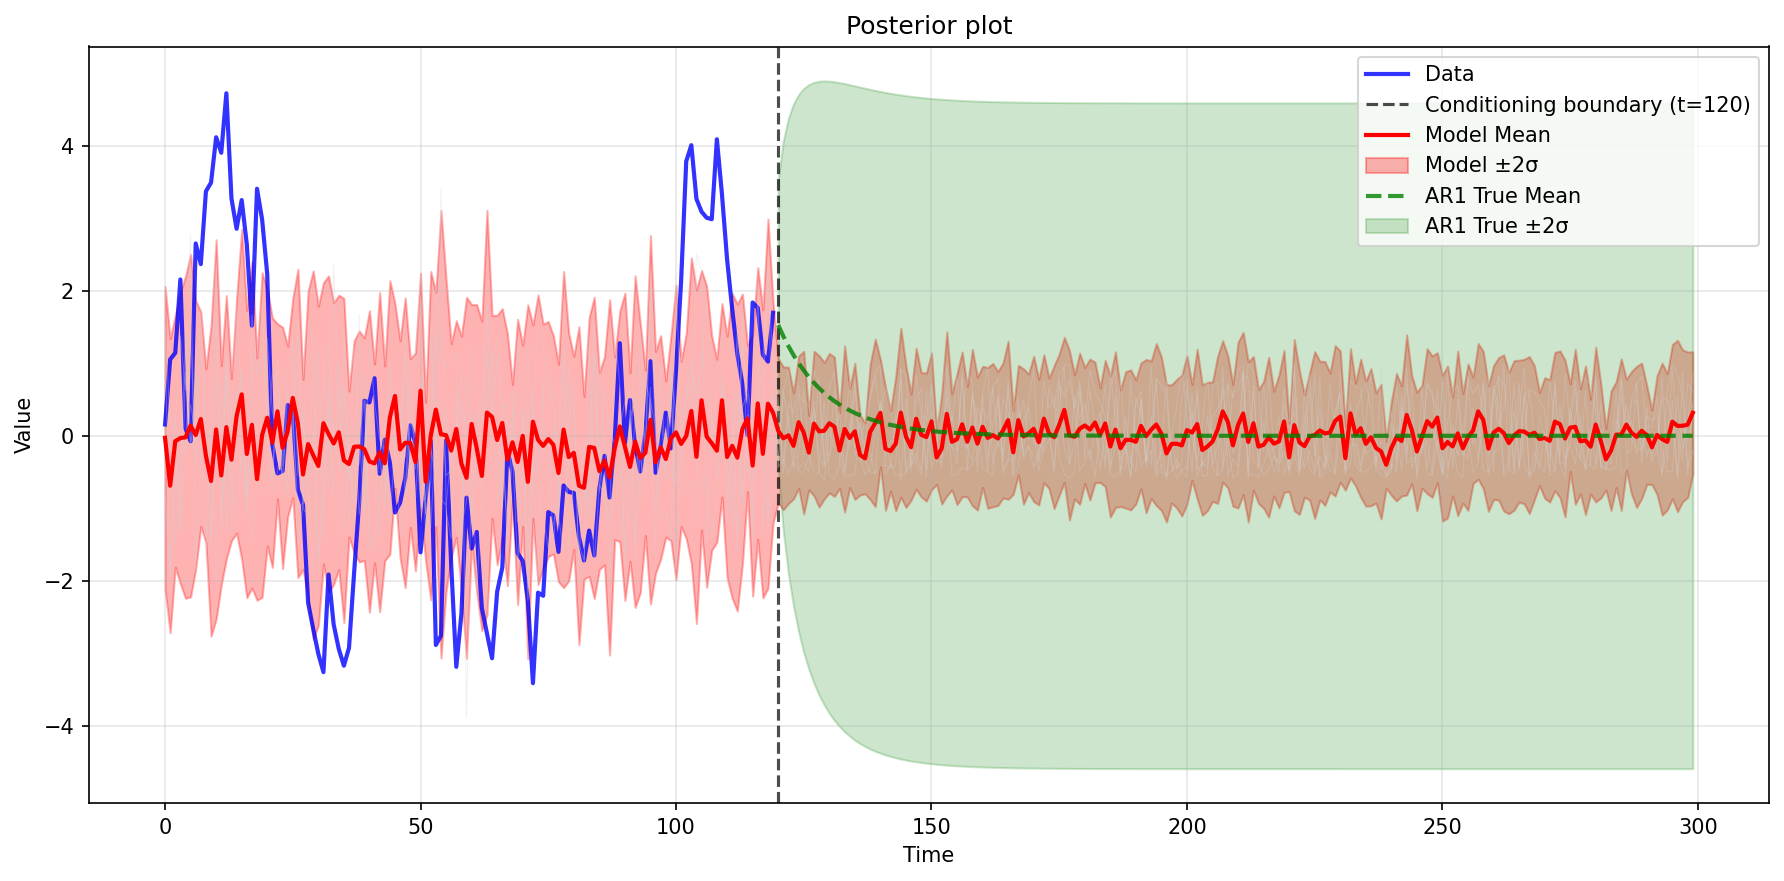 Posterior plot
Data
Conditioning boundary (t=120)
Model Mean
Model ±2σ
AR1 True Mean
AR1 True ±2σ
Value
4
2
0
−2
−4
0
50
100
150
200
250
300
Time